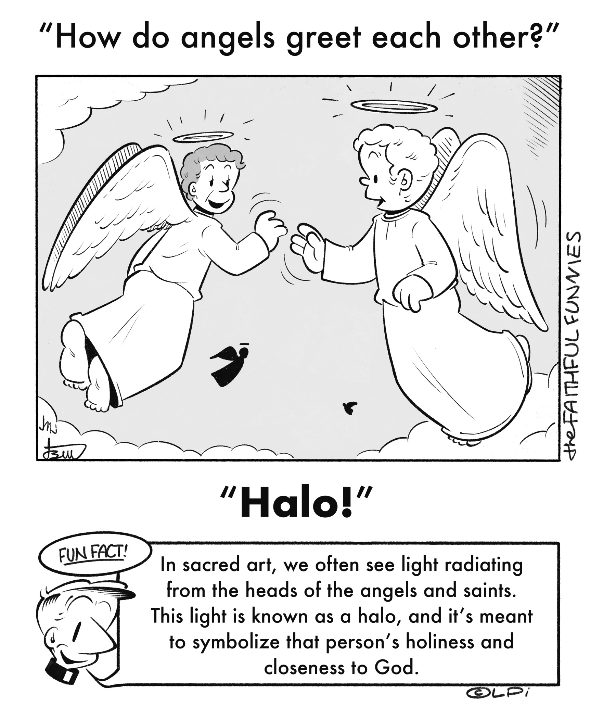 “How do angels greet each other?”
the FAITHFUL FUNNIES
“Halo!”
FUN FACT!
In sacred art, we often see light radiating
from the heads of the angels and saints.
This light is known as a halo, and it’s meant
to symbolize that person’s holiness and
closeness to God.
©LPi